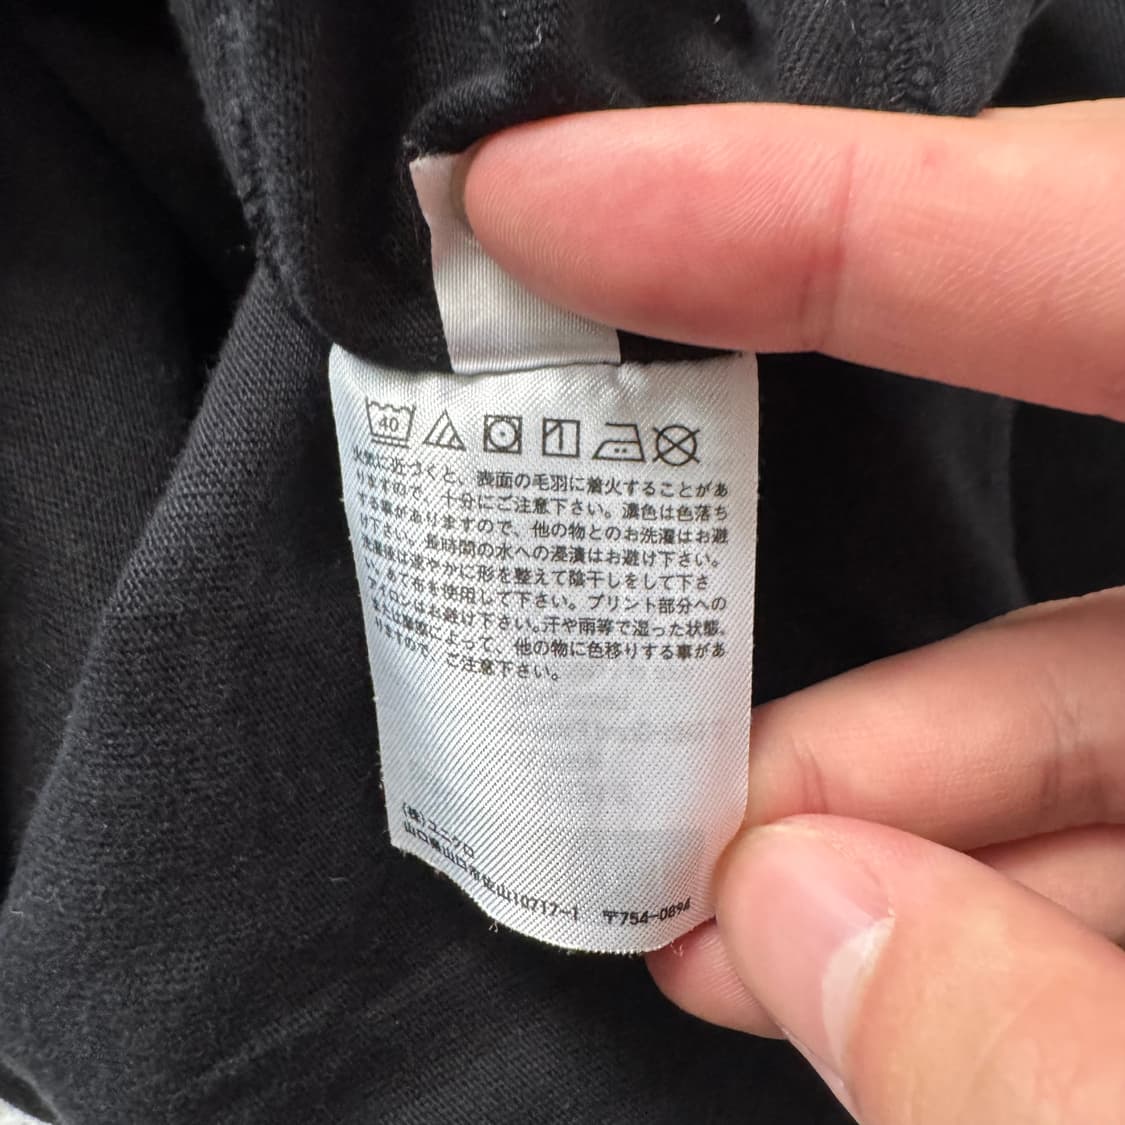 40
火気に近づくと、表面の毛羽に着火することがあ
りますので、十分にご注意下さい。濃色は色落ち
する事がありますので、他の物とのお洗濯はお避
け下さい。長時間の水への浸漬はお避け下さい。
洗濯後は速やかに形を整えて陰干しをして下さ
い。あて布を使用して下さい。プリント部分への
アイロンはお避け下さい。汗や雨等で湿った状態、
または摩擦によって、他の物に色移りする事があ
りますので、ご注意下さい。
(株)ユニクロ
山口県山口市佐山10717-1 〒754-0894